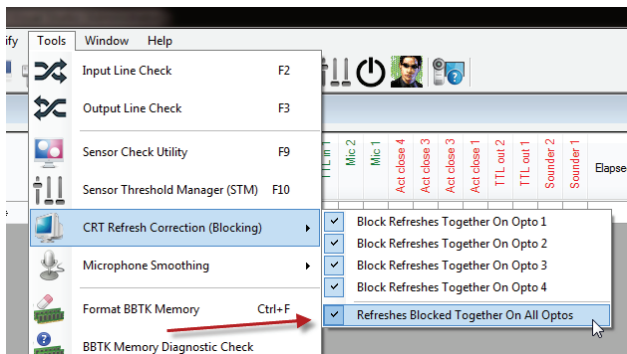 ify Tools Window Help
Input Line Check F2
Output Line Check F3
Sensor Check Utility F9
Sensor Threshold Manager (STM) F10
CRT Refresh Correction (Blocking)
Microphone Smoothing
Format BBTK Memory Ctrl+F
BBTK Memory Diagnostic Check
TTL in 1
Mic 2
Mic 1
Act close 4
Act close 3
Act close 3
Act close 1
TTL out 2
TTL out 1
Sounder 2
Sounder 1
Elapse
Block Refreshes Together On Opto 1
Block Refreshes Together On Opto 2
Block Refreshes Together On Opto 3
Block Refreshes Together On Opto 4
Refreshes Blocked Together On All Optos